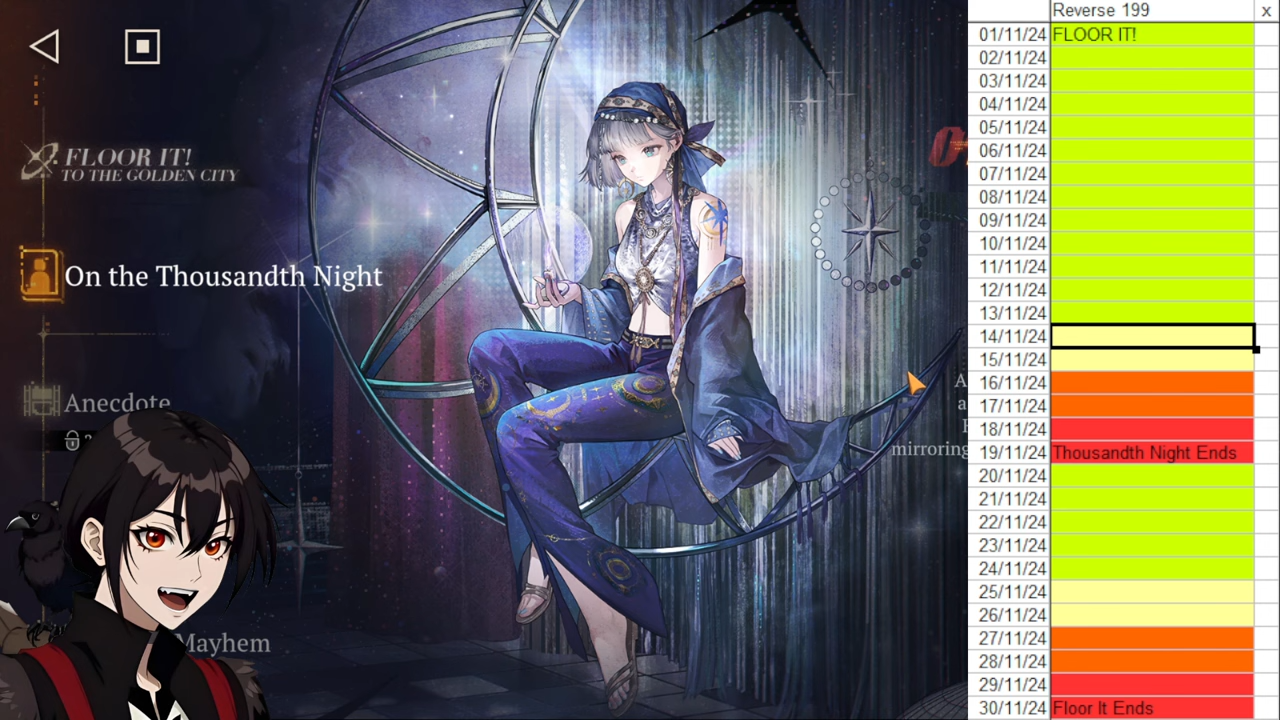 FLOOR IT!
TO THE GOLDEN CITY
On the Thousandth Night
Anecdote
Mayhem
A
a
mirroring
Reverse 199
x
01/11/24 FLOOR IT!
02/11/24
03/11/24
04/11/24
05/11/24
06/11/24
07/11/24
08/11/24
09/11/24
10/11/24
11/11/24
12/11/24
13/11/24
14/11/24
15/11/24
16/11/24
17/11/24
18/11/24
19/11/24 Thousandth Night Ends
20/11/24
21/11/24
22/11/24
23/11/24
24/11/24
25/11/24
26/11/24
27/11/24
28/11/24
29/11/24
30/11/24 Floor It Ends